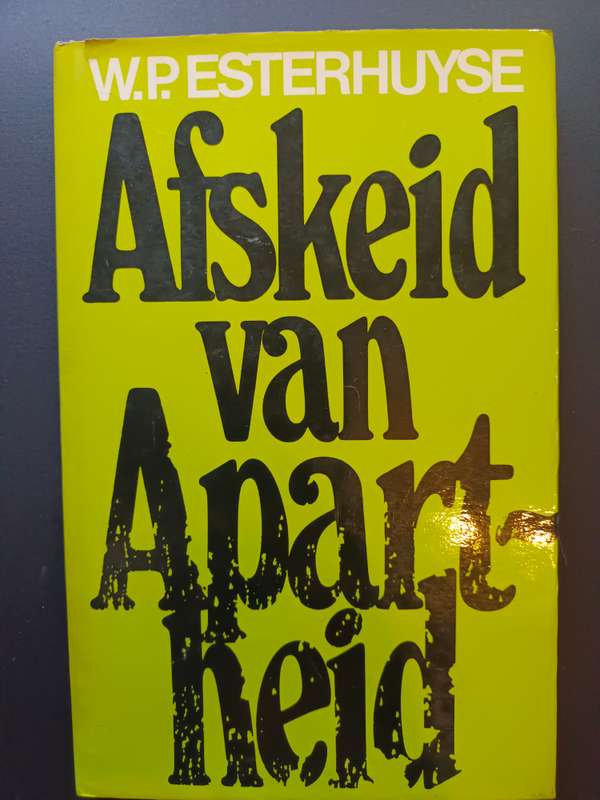 W.P. ESTERHUYSE
Afskeid
van
Apart-
heid